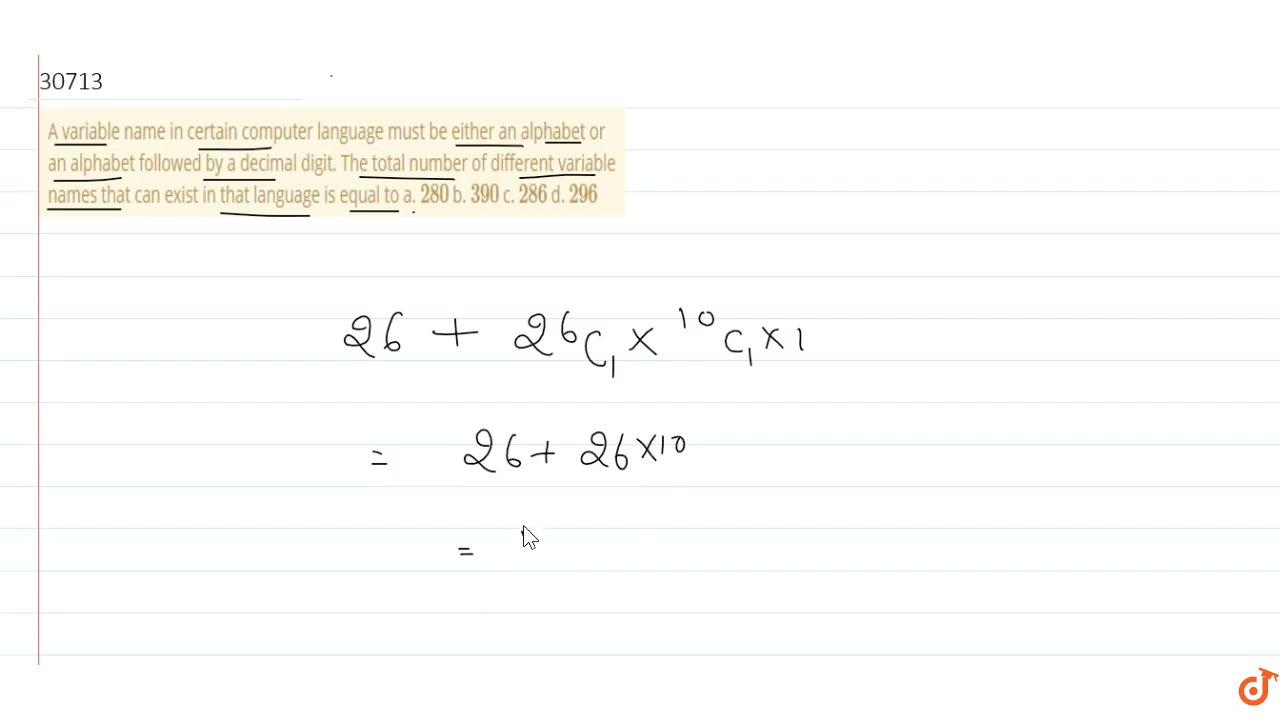 30713
A variable name in certain computer language must be either an alphabet or
an alphabet followed by a decimal digit. The total number of different variable
names that can exist in that language is equal to a. 280 b. 390 c. 286 d. 296
26 + 26C₁ × ¹⁰C₁ × 1
= 26 + 26 × 10
=